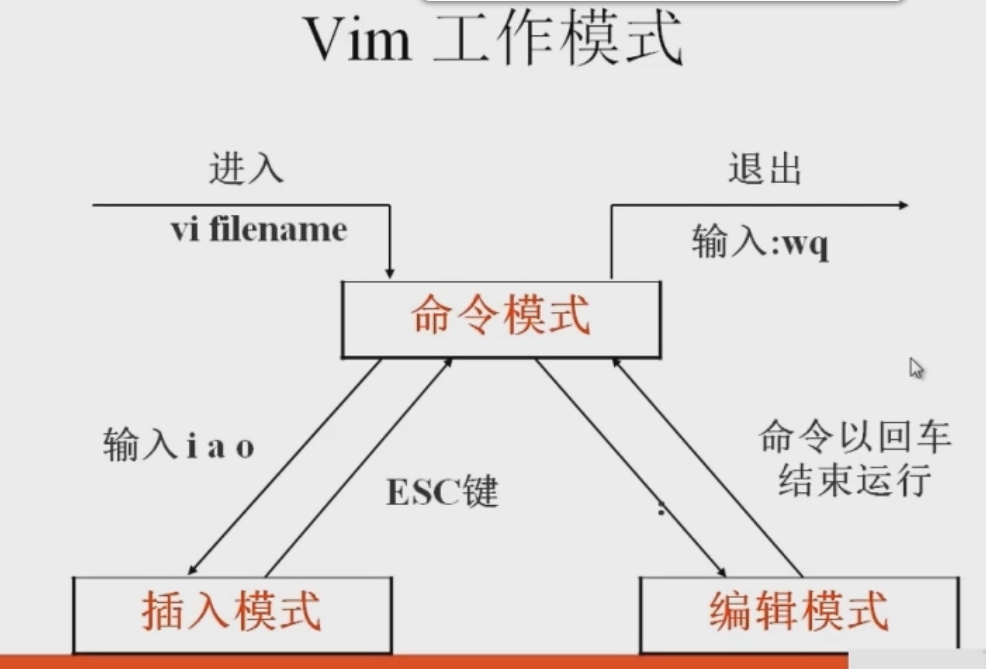 Vim 工作模式
进入
退出
vi filename
输入:wq
命令模式
输入 i a o
ESC键
:
命令以回车
结束运行
插入模式
编辑模式